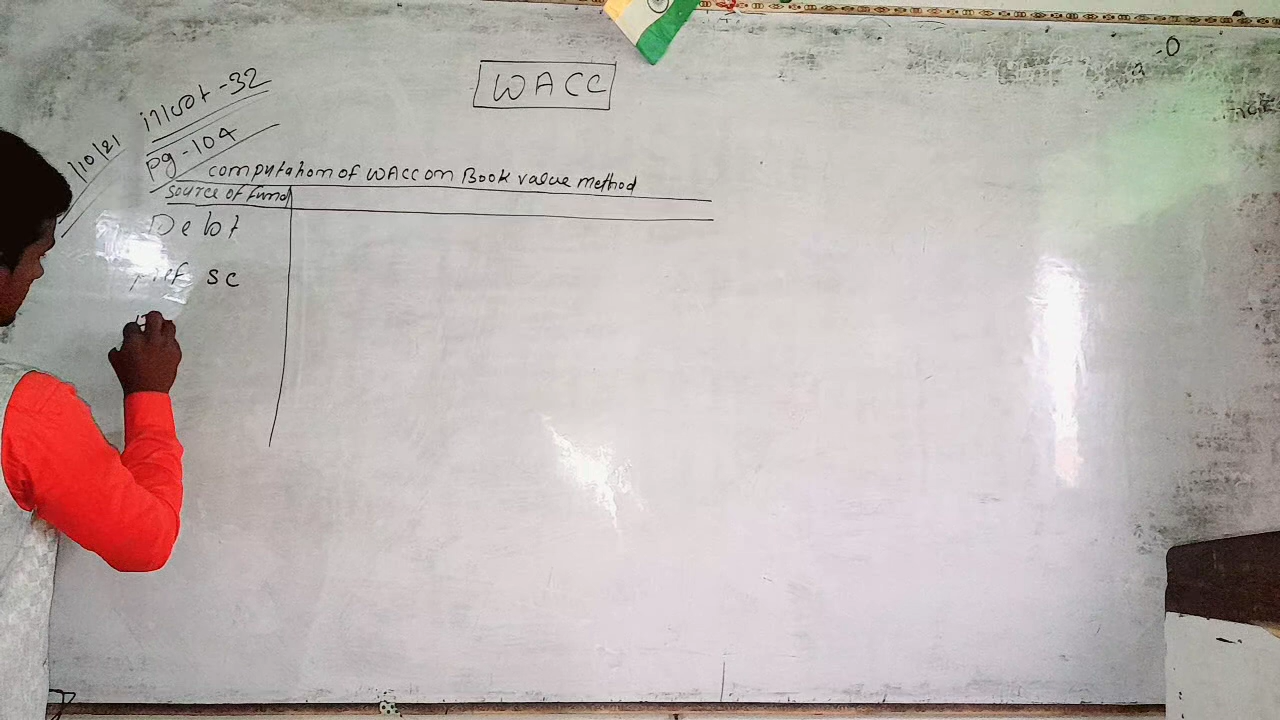 WACC
illust-32
/10/21
pg-104
computation of WACC on Book value method
source of fund
Debt
Pref sc